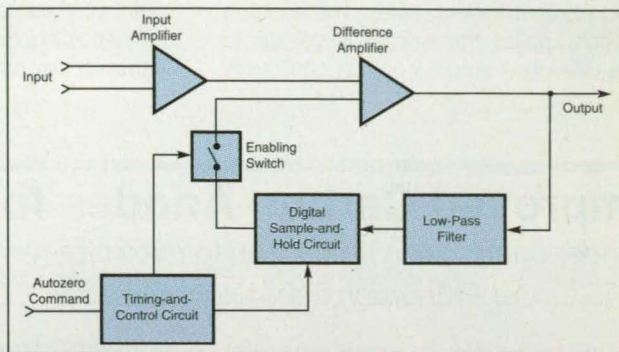 Input
Amplifier
Difference
Amplifier
Input
Output
Enabling
Switch
Digital
Sample-and-
Hold Circuit
Low-Pass
Filter
Autozero
Command
Timing-and-
Control Circuit